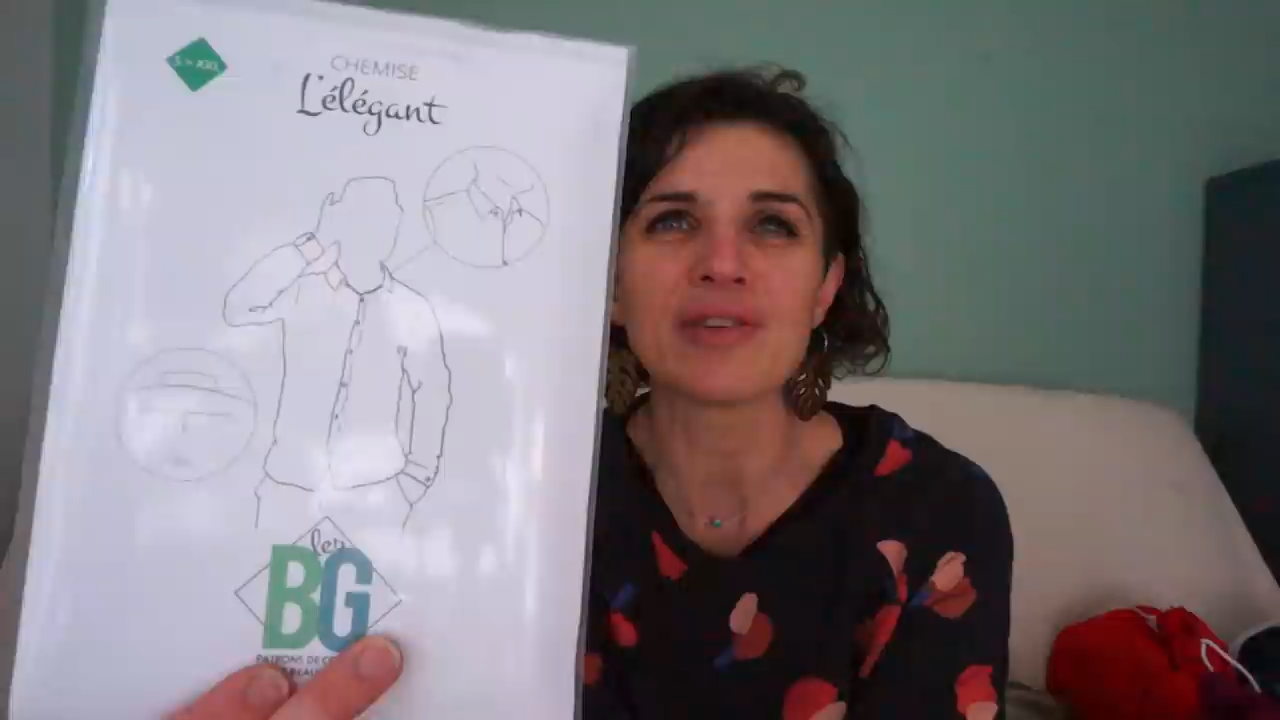 S > XXL
CHEMISE
L'élégant
les
BG
PATRONS DE